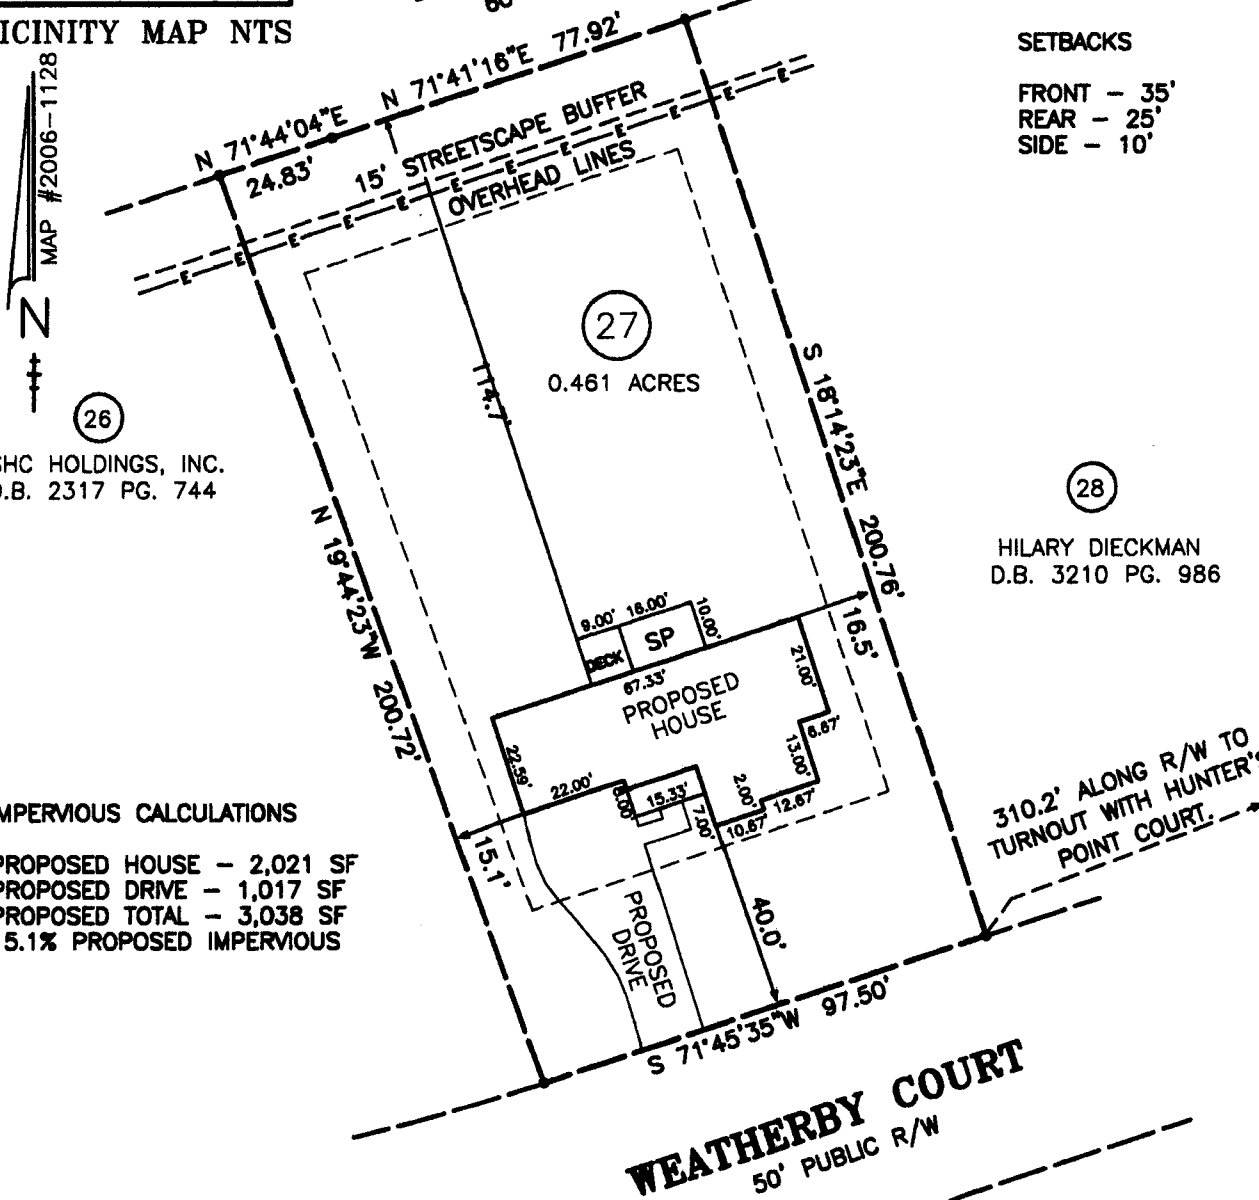 ICINITY MAP NTS
MAP #2006-1128
N
N 71°44'04"E
24.83'
N 71°41'16"E 77.92'
15' STREETSCAPE BUFFER
OVERHEAD LINES
E E E E E E E E E E E E
SETBACKS
FRONT - 35'
REAR - 25'
SIDE - 10'
27
0.461 ACRES
114.7'
S 18°14'23"E 200.76'
26
SHC HOLDINGS, INC.
D.B. 2317 PG. 744
28
HILARY DIECKMAN
D.B. 3210 PG. 986
N 19°44'23"W 200.72'
9.00'
16.00'
10.00'
DECK
SP
67.33'
PROPOSED
HOUSE
16.5'
21.00'
6.67'
13.00'
22.59'
22.00'
15.33'
7.00'
2.00'
12.67'
10.67'
15.1'
40.0'
PROPOSED
DRIVE
310.2' ALONG R/W TO
TURNOUT WITH HUNTER'S
POINT COURT.
IMPERVIOUS CALCULATIONS
PROPOSED HOUSE - 2,021 SF
PROPOSED DRIVE - 1,017 SF
PROPOSED TOTAL - 3,038 SF
5.1% PROPOSED IMPERVIOUS
S 71°45'35"W 97.50'
WEATHERBY COURT
50' PUBLIC R/W